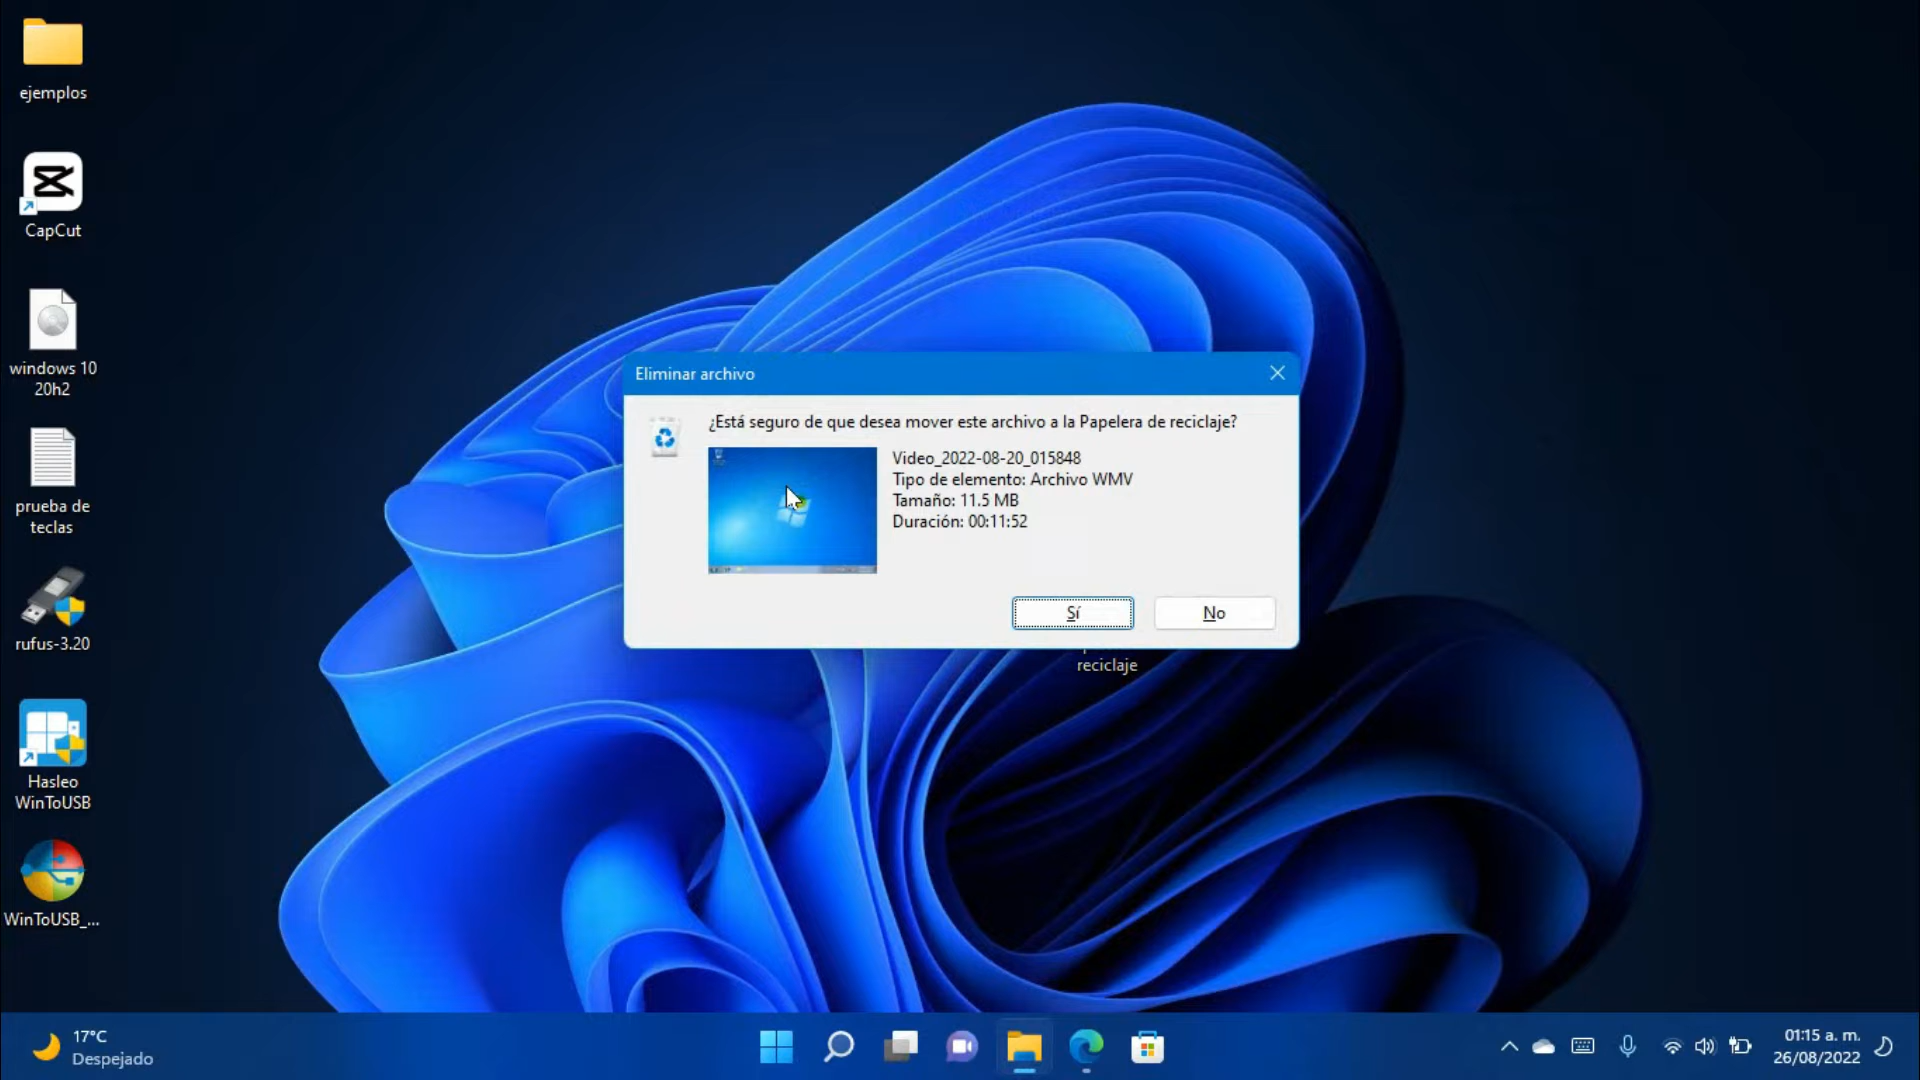 ejemplos
CapCut
windows 10
20h2
prueba de
teclas
rufus-3.20
Hasleo
WinToUSB
WinToUSB_...
Eliminar archivo
¿Está seguro de que desea mover este archivo a la Papelera de reciclaje?
Video_2022-08-20_015848
Tipo de elemento: Archivo WMV
Tamaño: 11.5 MB
Duración: 00:11:52
Sí
No
reciclaje
17°C
Despejado
01:15 a. m.
26/08/2022